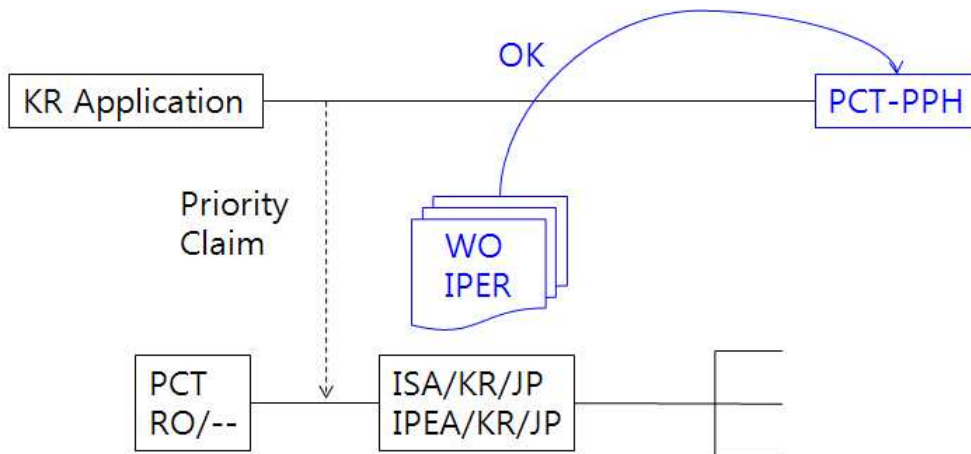 OK
KR Application
PCT-PPH
Priority
Claim
WO
IPER
PCT
RO/--
ISA/KR/JP
IPEA/KR/JP